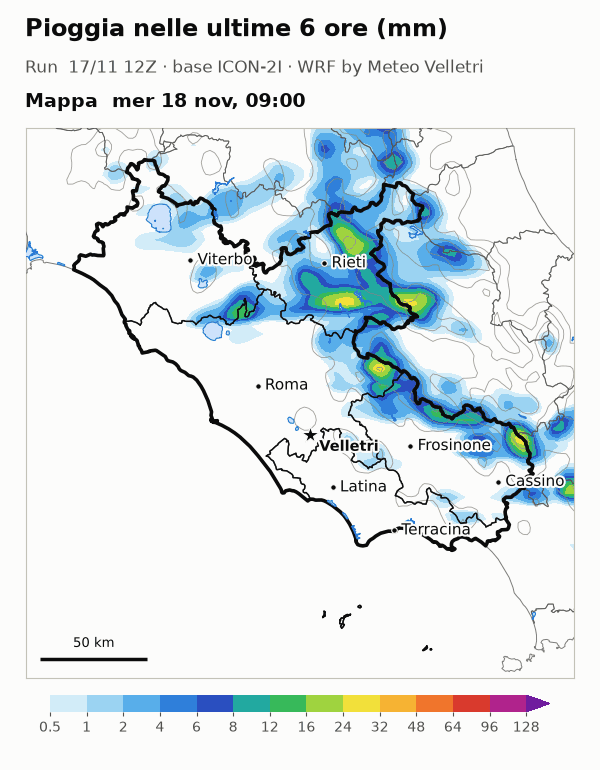 Pioggia nelle ultime 6 ore (mm)
Run 17/11 12Z · base ICON-2I · WRF by Meteo Velletri
Mappa mer 18 nov, 09:00
Viterbo
Rieti
Roma
Velletri
Frosinone
Latina
Cassino
Terracina
50 km
0.5 1 2 4 6 8 12 16 24 32 48 64 96 128